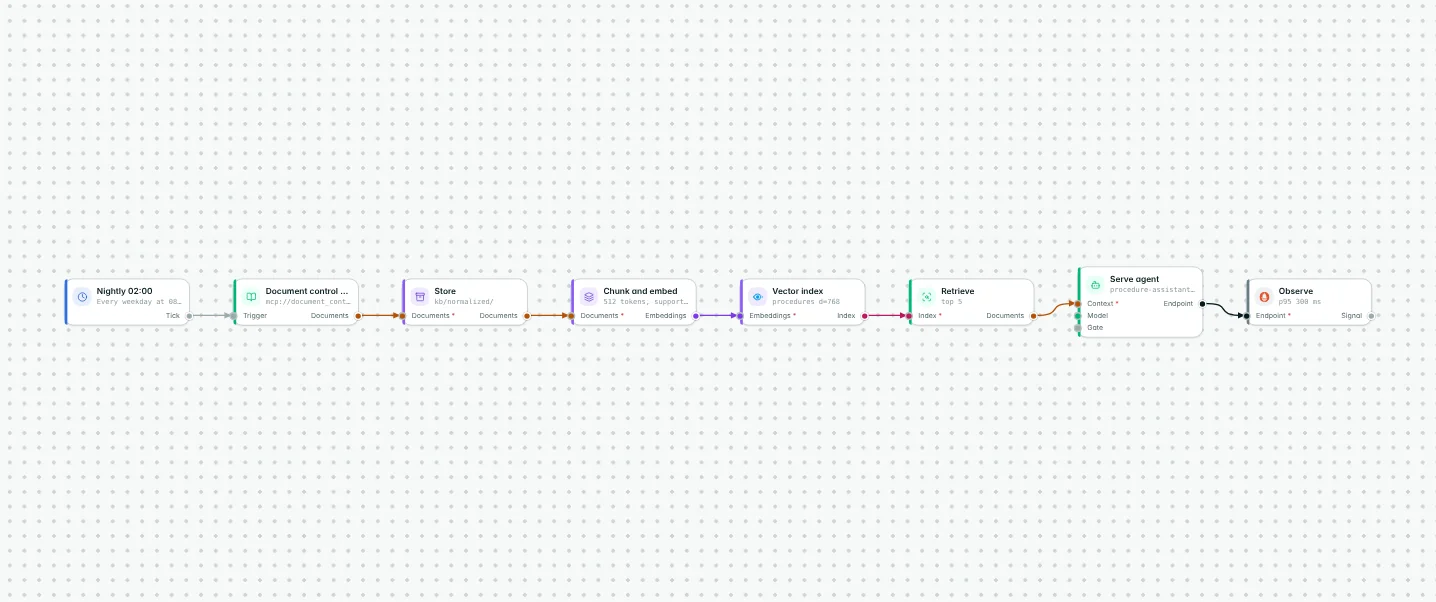 Nightly 02:00
Every weekday at 08…
Tick
Document control ...
mcp://document_cont…
Trigger Documents
Store
kb/normalized/
Documents * Documents
Chunk and embed
512 tokens, support…
Documents * Embeddings
Vector index
procedures d=768
Embeddings * Index
Retrieve
top 5
Index * Documents
Serve agent
procedure-assistant…
Context * Endpoint
Model
Gate
Observe
p95 300 ms
Endpoint * Signal